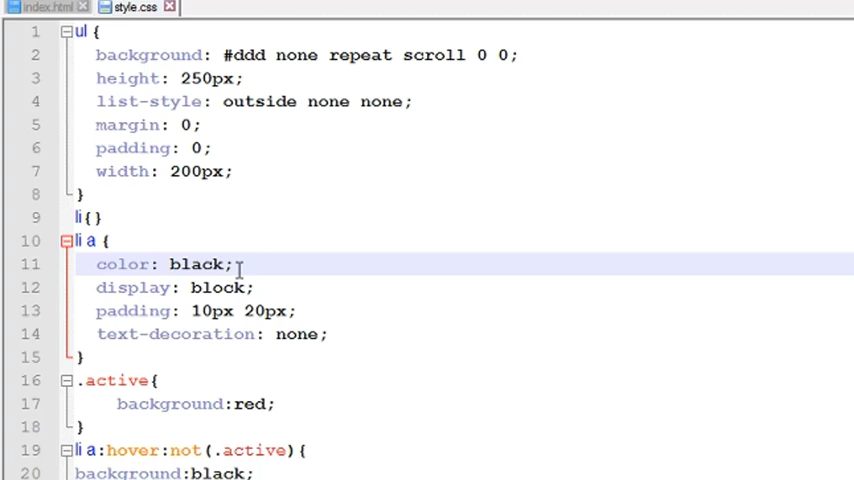 index.html style.css
1 ul {
2 background: #ddd none repeat scroll 0 0;
3 height: 250px;
4 list-style: outside none none;
5 margin: 0;
6 padding: 0;
7 width: 200px;
8 }
9 li{}
10 li a {
11 color: black;
12 display: block;
13 padding: 10px 20px;
14 text-decoration: none;
15 }
16 .active{
17 background:red;
18 }
19 li a:hover:not(.active){
20 background:black;